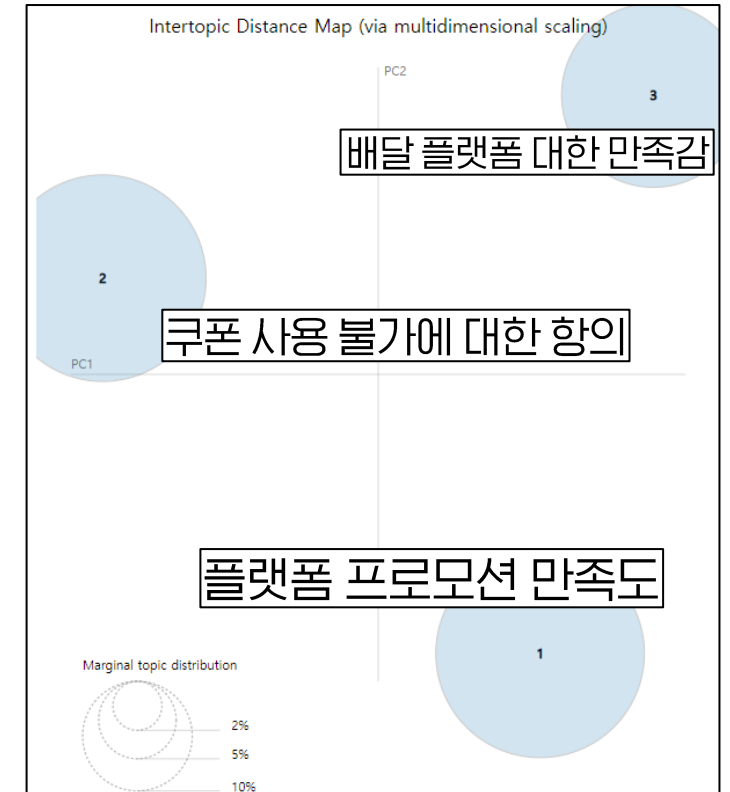 Intertopic Distance Map (via multidimensional scaling)
PC2
3
배달 플랫폼 대한 만족감
2
쿠폰 사용 불가에 대한 항의
PC1
플랫폼 프로모션 만족도
1
Marginal topic distribution
2%
5%
10%